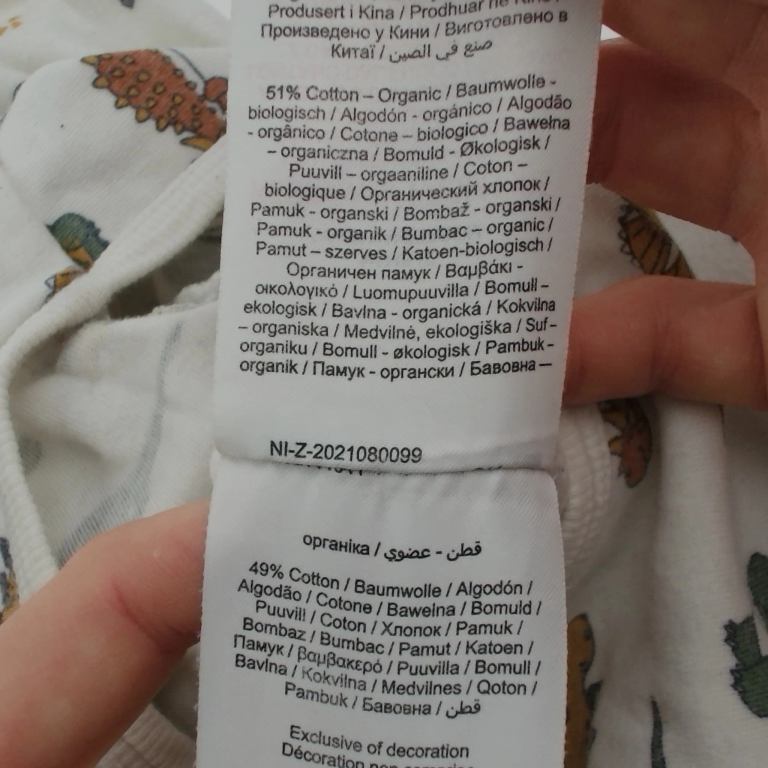 Produsert i Kina / Prodhuar në Kinë /
Произведено у Кини / Виготовлено в
Китаї / صنع في الصين
51% Cotton – Organic / Baumwolle -
biologisch / Algodón - orgánico / Algodão
- orgânico / Cotone – biologico / Bawełna
– organiczna / Bomuld - Økologisk /
Puuvill – orgaaniline / Coton –
biologique / Органический хлопок /
Pamuk - organski / Bombaž - organski /
Pamuk - organik / Bumbac – organic /
Pamut – szerves / Katoen-biologisch /
Органичен памук / Βαμβάκι -
οικολογικό / Luomupuuvilla / Bomull –
ekologisk / Bavlna - organická / Kokvilna
– organiska / Medvilnė, ekologiška / Suf-
organiku / Bomull - økologisk / Pambuk -
organik / Памук - органски / Бавовна —
NI-Z-2021080099
органіка / قطن - عضوي
49% Cotton / Baumwolle / Algodón /
Algodão / Cotone / Bawełna / Bomuld /
Puuvill / Coton / Хлопок / Pamuk /
Bombaz / Bumbac / Pamut / Katoen /
Памук / βαμβακερό / Puuvilla / Bomull /
Bavlna / Kokvilna / Medvilnes / Qoton /
Pambuk / Бавовна / قطن
Exclusive of decoration
Décoration non comprise